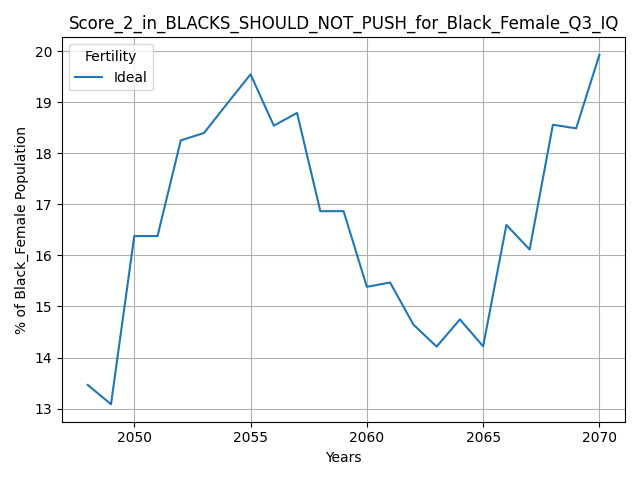 Score_2_in_BLACKS_SHOULD_NOT_PUSH_for_Black_Female_Q3_IQ
Fertility
Ideal
% of Black_Female Population
20
19
18
17
16
15
14
13
2050
2055
2060
2065
2070
Years